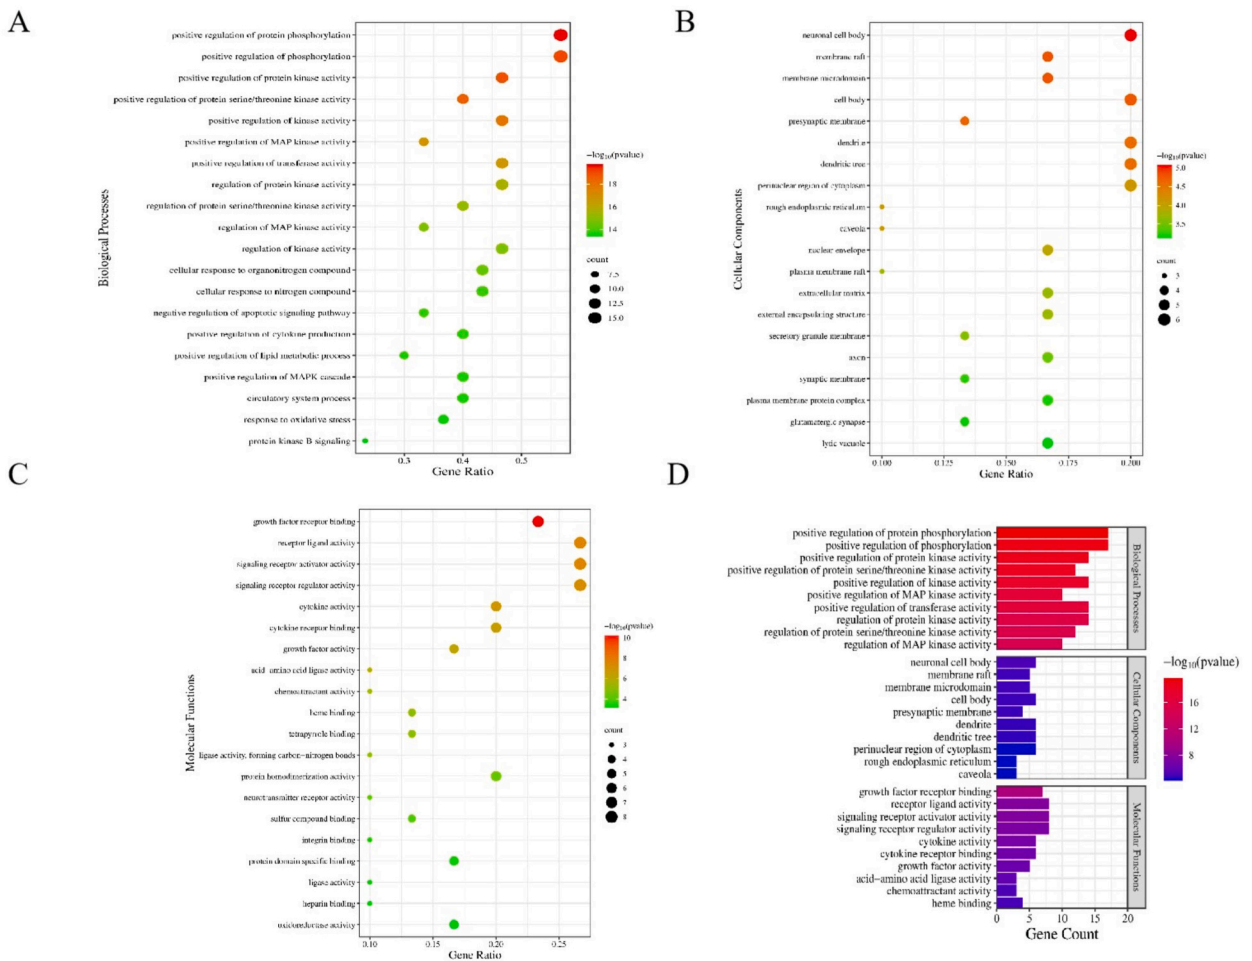 A
positive regulation of protein phosphorylation
positive regulation of phosphorylation
positive regulation of protein kinase activity
positive regulation of protein serine/threonine kinase activity
positive regulation of kinase activity
positive regulation of MAP kinase activity
positive regulation of transferase activity
regulation of protein kinase activity
regulation of protein serine/threonine kinase activity
regulation of MAP kinase activity
regulation of kinase activity
cellular response to organonitrogen compound
cellular response to nitrogen compound
negative regulation of apoptotic signaling pathway
positive regulation of cytokine production
positive regulation of lipid metabolic process
positive regulation of MAPK cascade
circulatory system process
response to oxidative stress
protein kinase B signaling
Biological Processes
0.3 0.4 0.5
Gene Ratio
−log10(pvalue)
18
16
14
count
7.5
10.0
12.5
15.0
B
neuronal cell body
membrane raft
membrane microdomain
cell body
presynaptic membrane
dendrite
dendritic tree
perinuclear region of cytoplasm
rough endoplasmic reticulum
caveola
nuclear envelope
plasma membrane raft
extracellular matrix
external encapsulating structure
secretory granule membrane
axon
synaptic membrane
plasma membrane protein complex
glutamatergic synapse
lytic vacuole
Cellular Components
0.100 0.125 0.150 0.175 0.200
Gene Ratio
−log10(pvalue)
5.0
4.5
4.0
3.5
count
3
4
5
6
C
growth factor receptor binding
receptor ligand activity
signaling receptor activator activity
signaling receptor regulator activity
cytokine activity
cytokine receptor binding
growth factor activity
acid−amino acid ligase activity
chemoattractant activity
heme binding
tetrapyrrole binding
ligase activity, forming carbon−nitrogen bonds
protein homodimerization activity
neurotransmitter receptor activity
sulfur compound binding
integrin binding
protein domain specific binding
ligase activity
heparin binding
oxidoreductase activity
Molecular Functions
0.10 0.15 0.20 0.25
Gene Ratio
−log10(pvalue)
10
8
6
4
count
3
4
5
6
7
8
D
positive regulation of protein phosphorylation
positive regulation of phosphorylation
positive regulation of protein kinase activity
positive regulation of protein serine/threonine kinase activity
positive regulation of kinase activity
positive regulation of MAP kinase activity
positive regulation of transferase activity
regulation of protein kinase activity
regulation of protein serine/threonine kinase activity
regulation of MAP kinase activity
Biological Processes
neuronal cell body
membrane raft
membrane microdomain
cell body
presynaptic membrane
dendrite
dendritic tree
perinuclear region of cytoplasm
rough endoplasmic reticulum
caveola
Cellular Components
growth factor receptor binding
receptor ligand activity
signaling receptor activator activity
signaling receptor regulator activity
cytokine activity
cytokine receptor binding
growth factor activity
acid−amino acid ligase activity
chemoattractant activity
heme binding
Molecular Functions
0 5 10 15 20
Gene Count
−log10(pvalue)
16
12
8